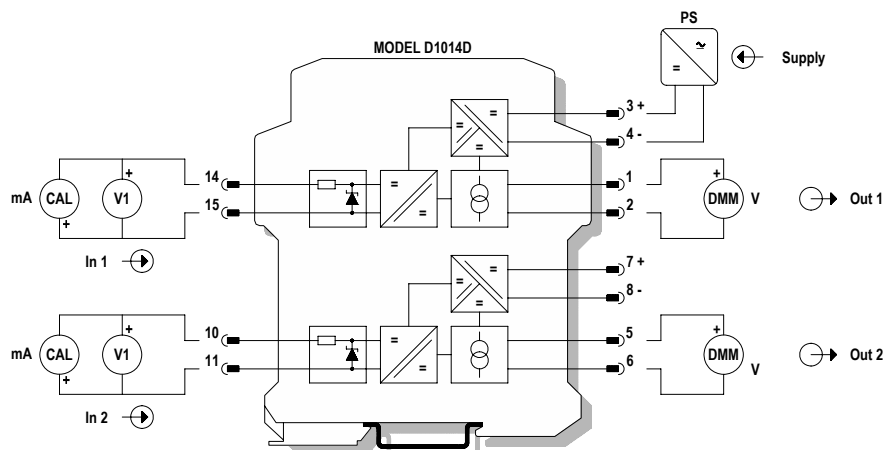 PS
MODEL D1014D
Supply
3 +
4 -
14
1
mA CAL + V1 +
DMM + V
Out 1
15
2
In 1
7 +
8 -
10
5
mA CAL + V1 +
DMM + V
Out 2
11
6
In 2